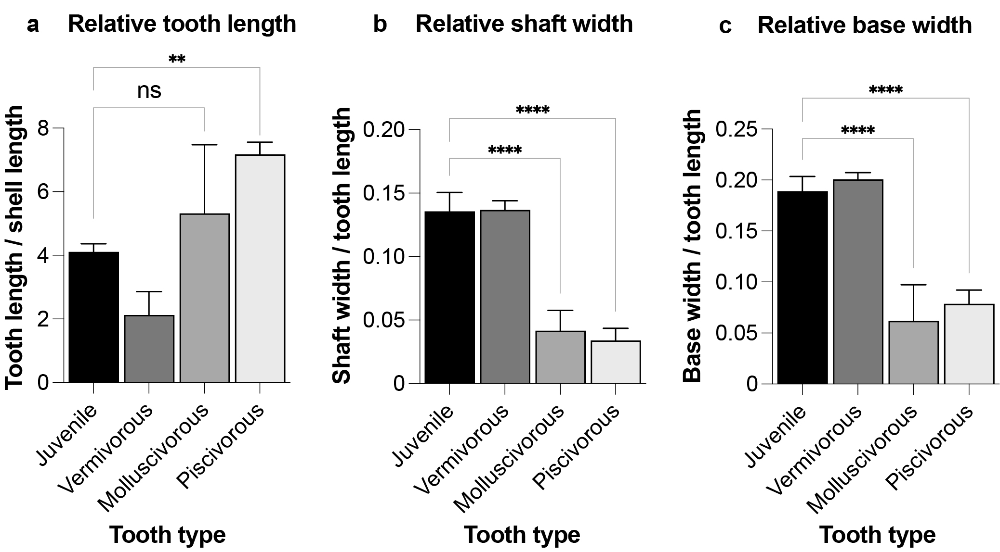 a Relative tooth length
**
ns
Tooth length / shell length
8
6
4
2
0
Juvenile
Vermivorous
Molluscivorous
Piscivorous
Tooth type
b Relative shaft width
****
****
Shaft width / tooth length
0.20
0.15
0.10
0.05
0
Juvenile
Vermivorous
Molluscivorous
Piscivorous
Tooth type
c Relative base width
****
****
Base width / tooth length
0.25
0.20
0.15
0.10
0.05
0
Juvenile
Vermivorous
Molluscivorous
Piscivorous
Tooth type